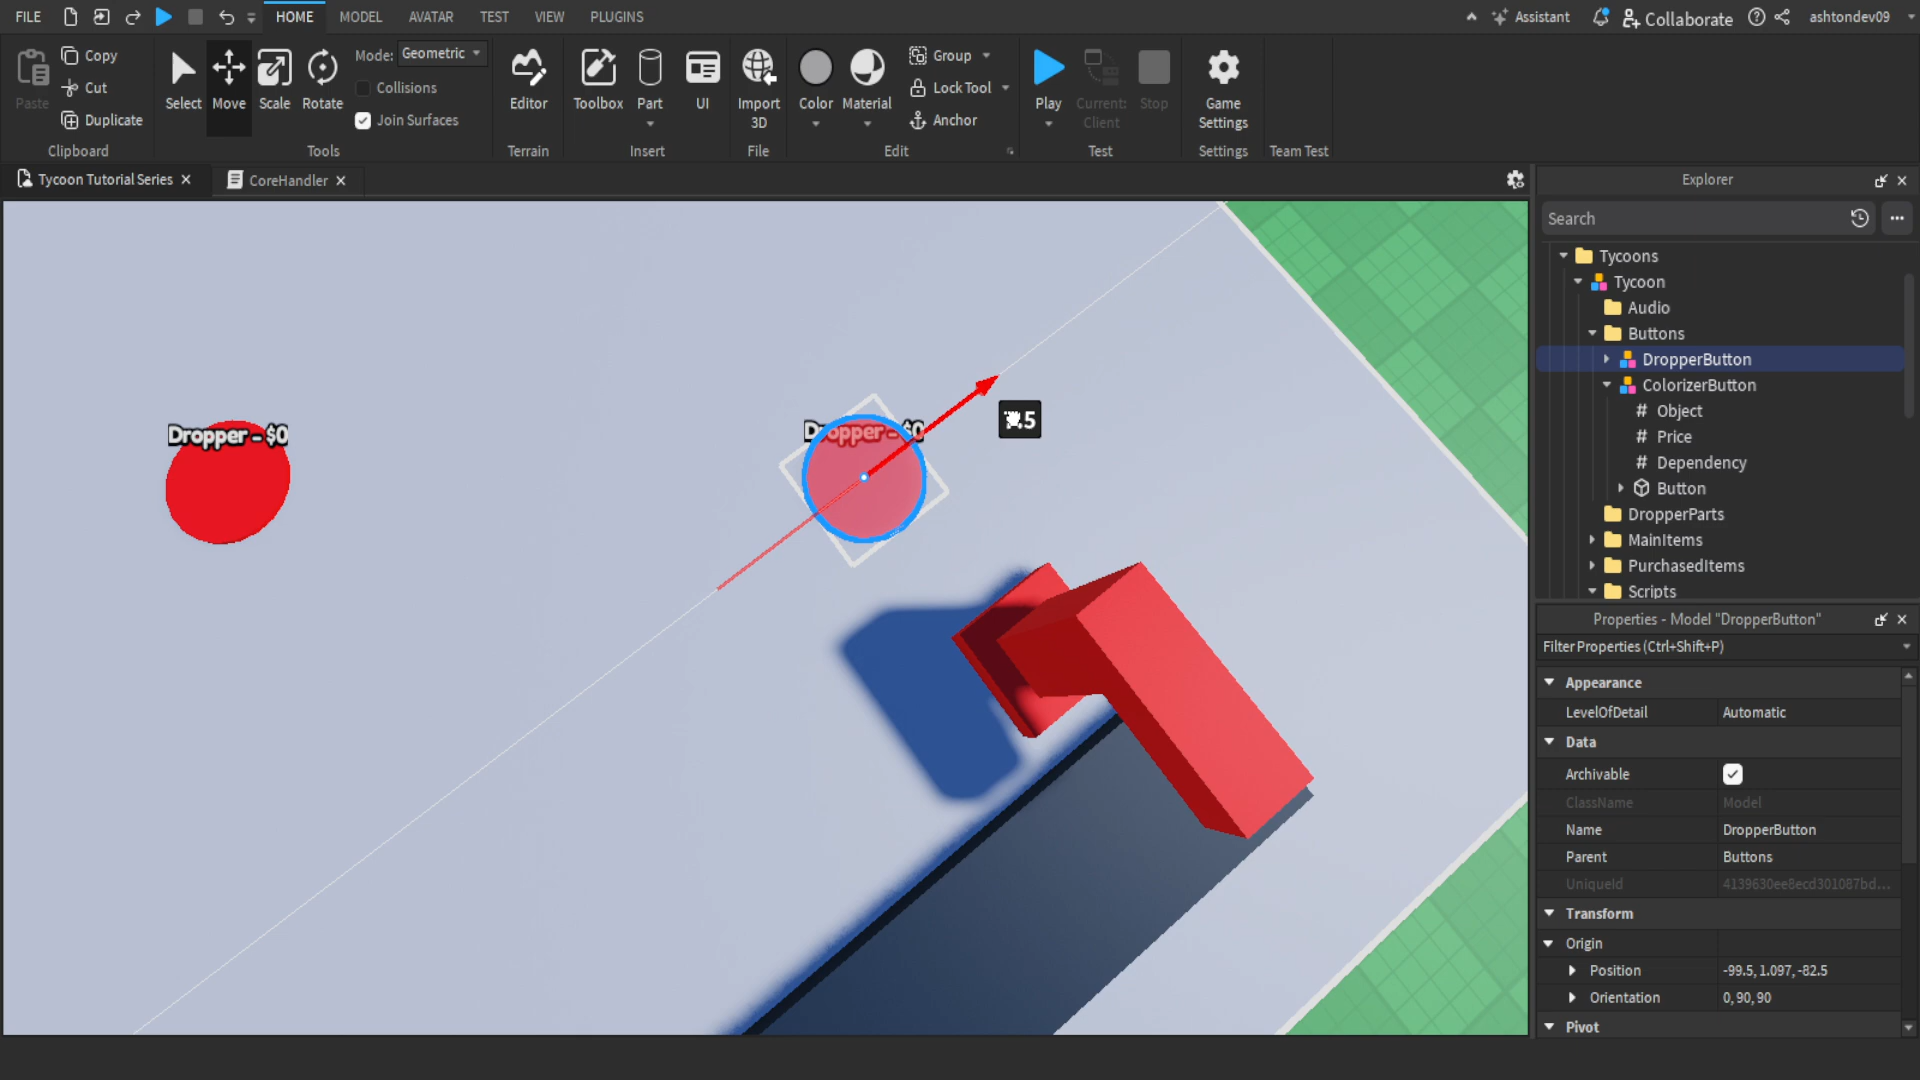 FILE HOME MODEL AVATAR TEST VIEW PLUGINS Assistant Collaborate ashtondev09
Paste Copy Cut Duplicate Clipboard
Select Move Scale Rotate Mode: Geometric Collisions Join Surfaces Tools
Editor Terrain
Toolbox Part UI Insert
Import 3D File
Color Material Group Lock Tool Anchor Edit
Play Current: Client Stop Test
Game Settings Settings
Team Test
Tycoon Tutorial Series CoreHandler
Dropper - $0
Dropper - $0
.5
Explorer
Search
Tycoons
Tycoon
Audio
Buttons
DropperButton
ColorizerButton
# Object
# Price
# Dependency
Button
DropperParts
MainItems
PurchasedItems
Scripts
Properties - Model "DropperButton"
Filter Properties (Ctrl+Shift+P)
Appearance
LevelOfDetail Automatic
Data
Archivable
ClassName Model
Name DropperButton
Parent Buttons
UniqueId 4139630ee8ecd301087bd...
Transform
Origin
Position -99.5, 1.097, -82.5
Orientation 0, 90, 90
Pivot